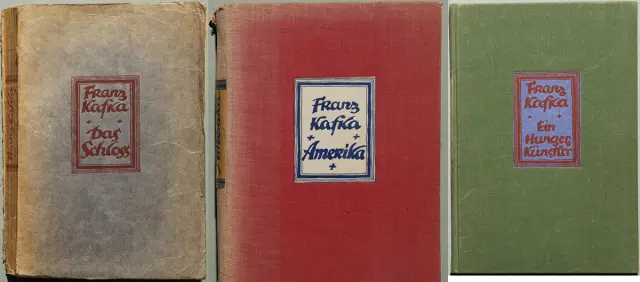 Franz
Kafka
Das
Schloss
Franz
Kafka
Amerika
Franz
Kafka
Ein
Hunger
Künstler